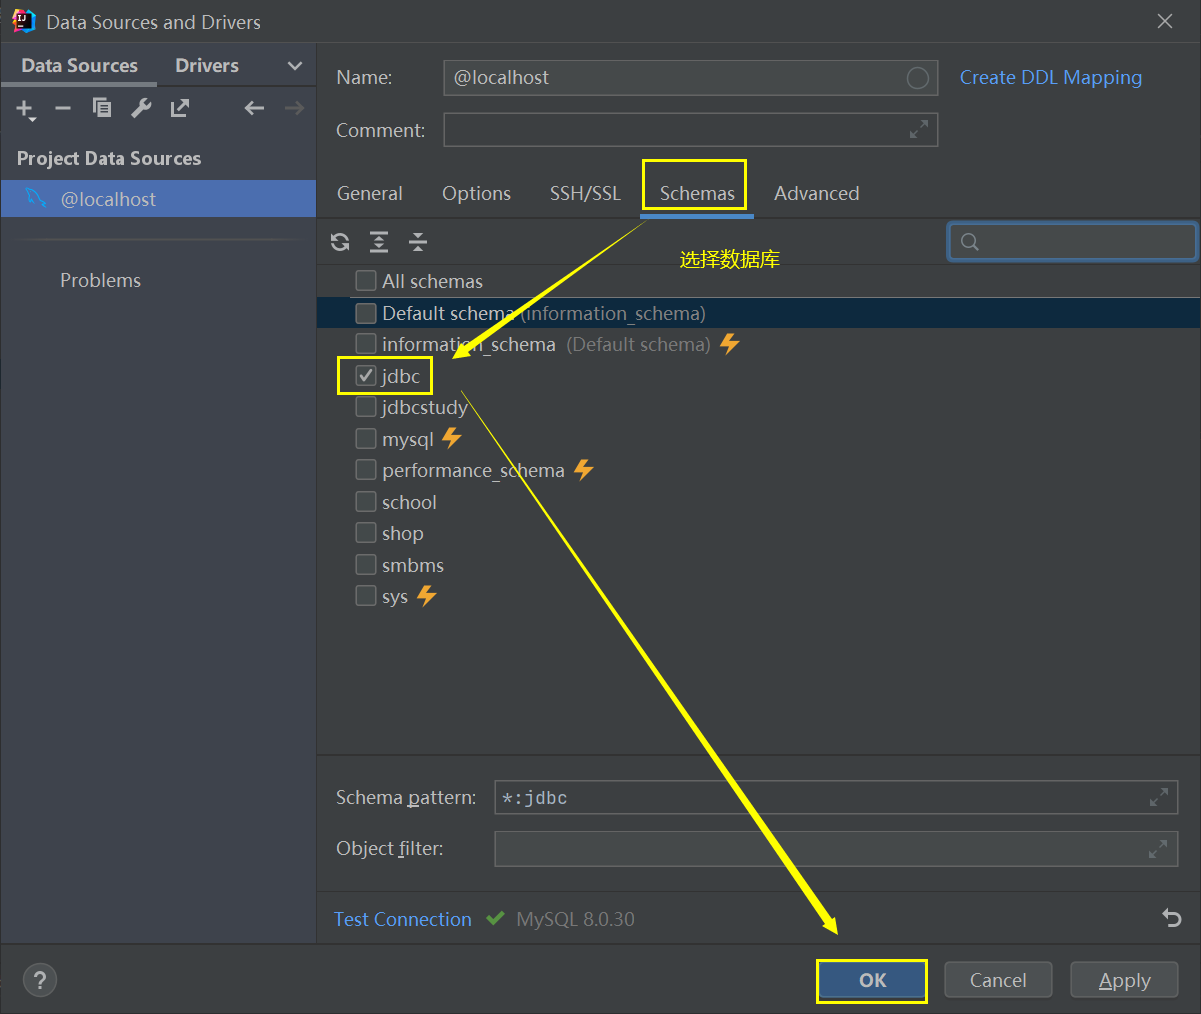 Data Sources and Drivers
Data Sources
Drivers
Name:
@localhost
Create DDL Mapping
Comment:
Project Data Sources
@localhost
Problems
General
Options
SSH/SSL
Schemas
Advanced
选择数据库
All schemas
Default schema (information_schema)
information_schema (Default schema)
jdbc
jdbcstudy
mysql
performance_schema
school
shop
smbms
sys
Schema pattern:
*:jdbc
Object filter:
Test Connection
MySQL 8.0.30
?
OK
Cancel
Apply